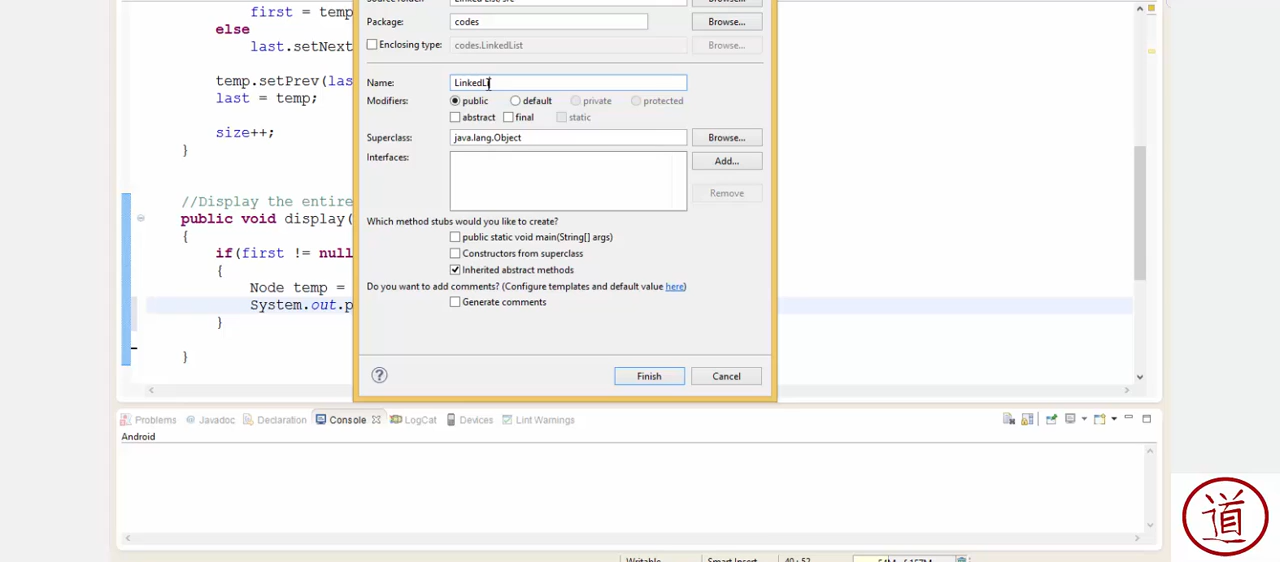 first = temp
else
last.setNext
temp.setPrev(las
last = temp;
size++;
}
//Display the entire
public void display(
{
if(first != null
{
Node temp =
System.out.p
}
}
Package:
codes
Browse...
Enclosing type:
codes.LinkedList
Browse...
Name:
LinkedLi
Modifiers:
public
default
private
protected
abstract
final
static
Superclass:
java.lang.Object
Browse...
Interfaces:
Add...
Remove
Which method stubs would you like to create?
public static void main(String[] args)
Constructors from superclass
Inherited abstract methods
Do you want to add comments? (Configure templates and default value here)
Generate comments
?
Finish
Cancel
Problems
Javadoc
Declaration
Console
LogCat
Devices
Lint Warnings
Android
Writable
Smart Insert
道